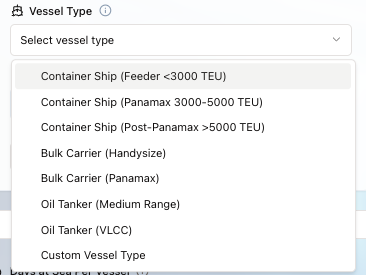 Vessel Type
Select vessel type
Container Ship (Feeder <3000 TEU)
Container Ship (Panamax 3000-5000 TEU)
Container Ship (Post-Panamax >5000 TEU)
Bulk Carrier (Handysize)
Bulk Carrier (Panamax)
Oil Tanker (Medium Range)
Oil Tanker (VLCC)
Custom Vessel Type
Days at Sea Per Vessel